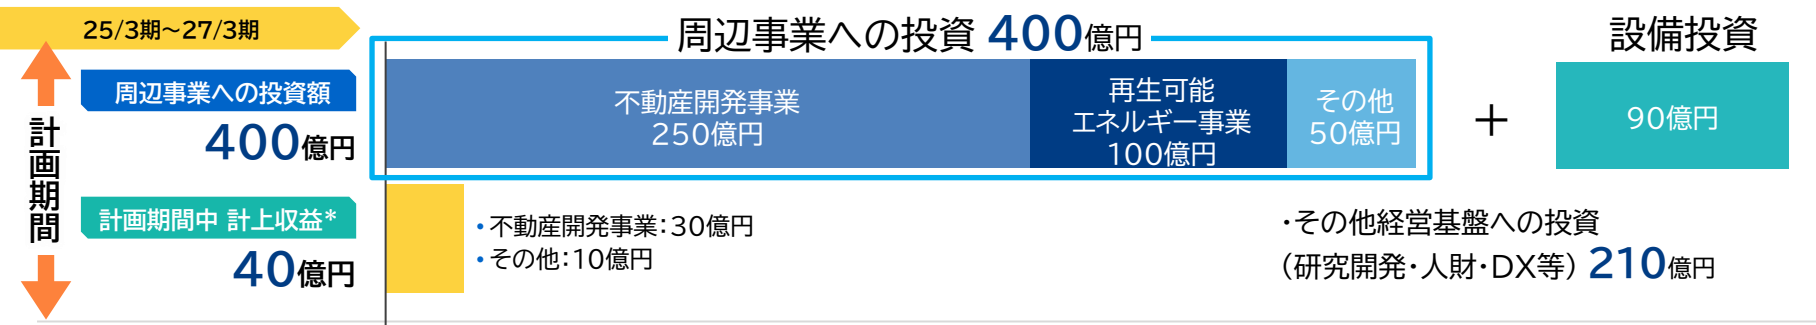 25/3期～27/3期
計画期間
周辺事業への投資額
400億円
計画期間中 計上収益*
40億円
周辺事業への投資 400億円
不動産開発事業
250億円
再生可能
エネルギー事業
100億円
その他
50億円
＋
設備投資
90億円
・不動産開発事業：30億円
・その他：10億円
・その他経営基盤への投資
（研究開発・人財・DX等） 210億円